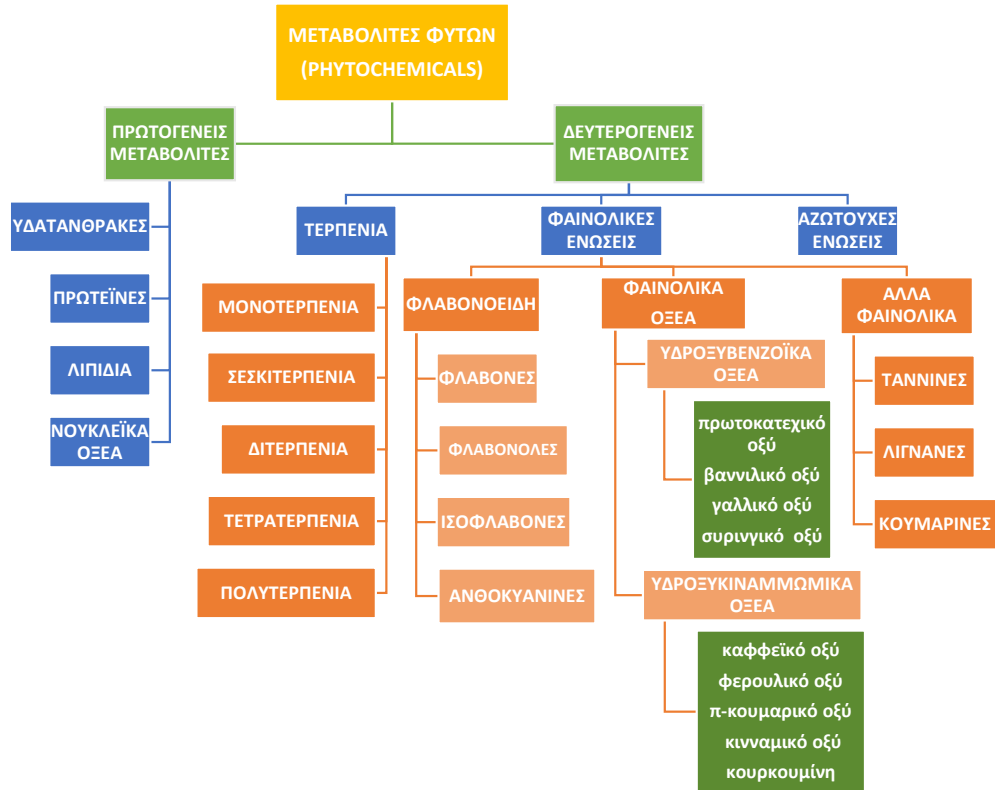 ΜΕΤΑΒΟΛΙΤΕΣ ΦΥΤΩΝ
(PHYTOCHEMICALS)
ΠΡΩΤΟΓΕΝΕΙΣ
ΜΕΤΑΒΟΛΙΤΕΣ
ΔΕΥΤΕΡΟΓΕΝΕΙΣ
ΜΕΤΑΒΟΛΙΤΕΣ
ΥΔΑΤΑΝΘΡΑΚΕΣ
ΠΡΩΤΕΪΝΕΣ
ΛΙΠΙΔΙΑ
ΝΟΥΚΛΕΪΚΑ
ΟΞΕΑ
ΤΕΡΠΕΝΙΑ
ΜΟΝΟΤΕΡΠΕΝΙΑ
ΣΕΣΚΙΤΕΡΠΕΝΙΑ
ΔΙΤΕΡΠΕΝΙΑ
ΤΕΤΡΑΤΕΡΠΕΝΙΑ
ΠΟΛΥΤΕΡΠΕΝΙΑ
ΦΑΙΝΟΛΙΚΕΣ
ΕΝΩΣΕΙΣ
ΦΛΑΒΟΝΟΕΙΔΗ
ΦΛΑΒΟΝΕΣ
ΦΛΑΒΟΝΟΛΕΣ
ΙΣΟΦΛΑΒΟΝΕΣ
ΑΝΘΟΚΥΑΝΙΝΕΣ
ΦΑΙΝΟΛΙΚΑ
ΟΞΕΑ
ΥΔΡΟΞΥΒΕΝΖΟΪΚΑ
ΟΞΕΑ
πρωτοκατεχικό
οξύ
βαννιλικό οξύ
γαλλικό οξύ
συρινγικό οξύ
ΥΔΡΟΞΥΚΙΝΑΜΜΩΜΙΚΑ
ΟΞΕΑ
καφφεϊκό οξύ
φερουλικό οξύ
π-κουμαρικό οξύ
κινναμικό οξύ
κουρκουμίνη
ΑΛΛΑ
ΦΑΙΝΟΛΙΚΑ
ΤΑΝΝΙΝΕΣ
ΛΙΓΝΑΝΕΣ
ΚΟΥΜΑΡΙΝΕΣ
ΑΖΩΤΟΥΧΕΣ
ΕΝΩΣΕΙΣ